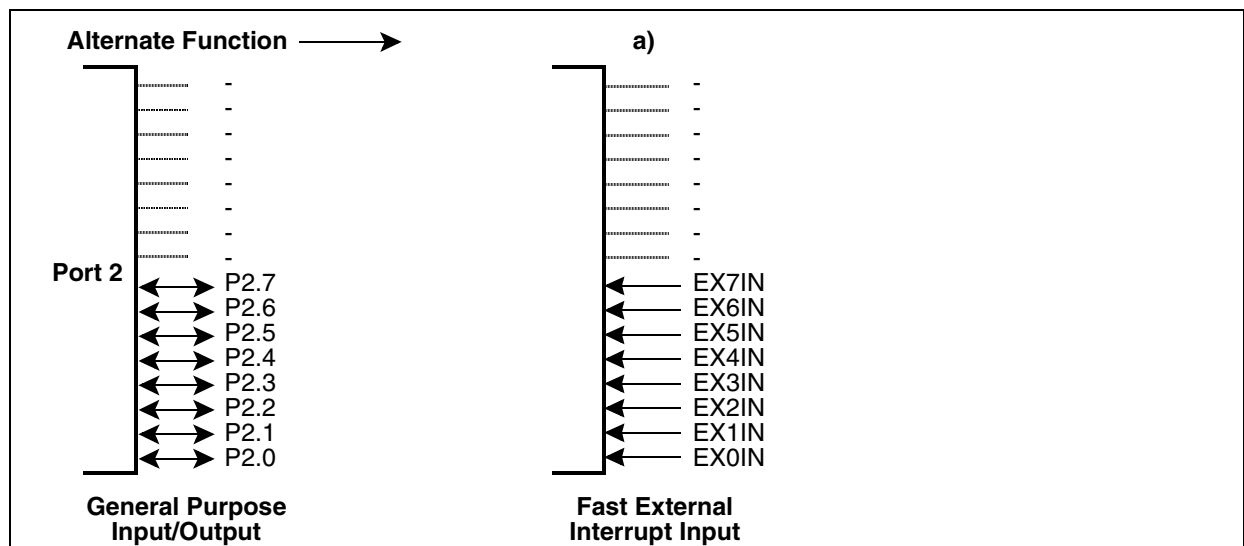 Alternate Function a)
- -
- -
- -
- -
- -
- -
- -
- -
Port 2
P2.7 EX7IN
P2.6 EX6IN
P2.5 EX5IN
P2.4 EX4IN
P2.3 EX3IN
P2.2 EX2IN
P2.1 EX1IN
P2.0 EX0IN
General Purpose Fast External
Input/Output Interrupt Input